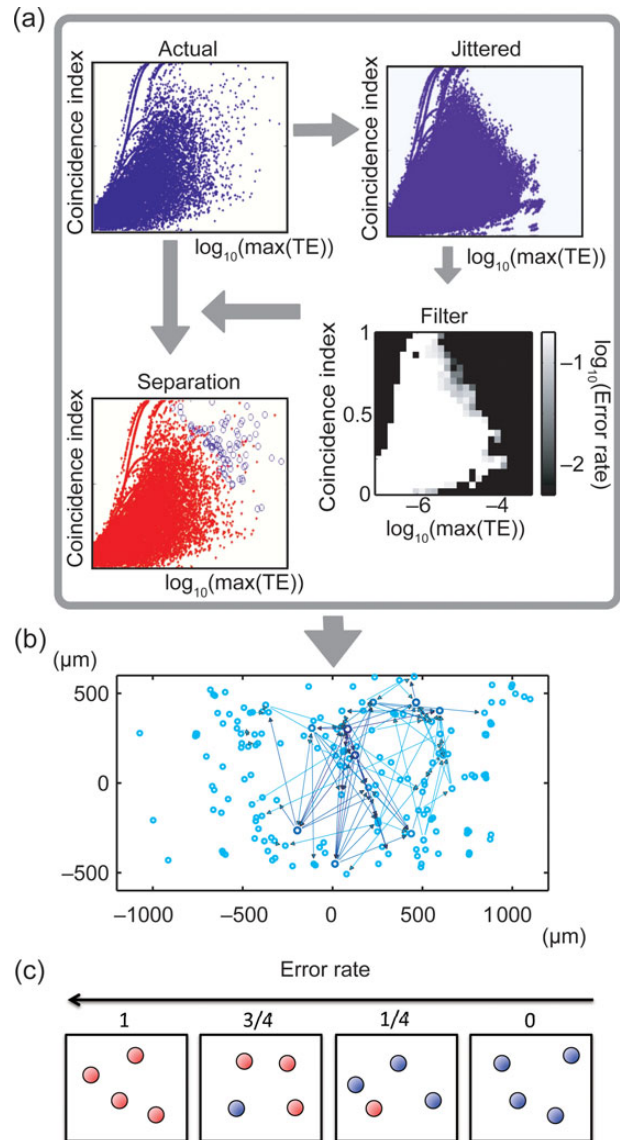 (a)
Actual
Jittered
Coincidence index
Coincidence index
log10(max(TE))
log10(max(TE))
Separation
Filter
Coincidence index
Coincidence index
1
0.5
0
−6
−4
−1
−2
log10(Error rate)
log10(max(TE))
log10(max(TE))
(b)
(μm)
500
0
−500
−1000
−500
0
500
1000
(μm)
(c)
Error rate
1
3/4
1/4
0